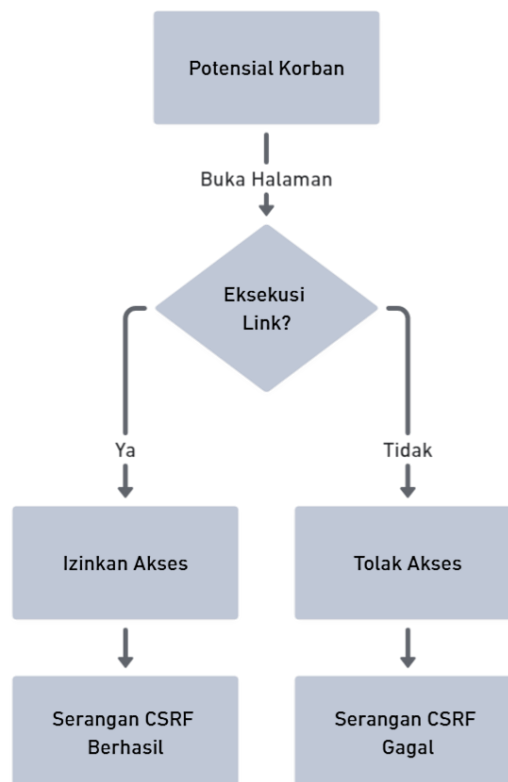 Potensial Korban
Buka Halaman
Eksekusi
Link?
Ya
Tidak
Izinkan Akses
Tolak Akses
Serangan CSRF
Berhasil
Serangan CSRF
Gagal